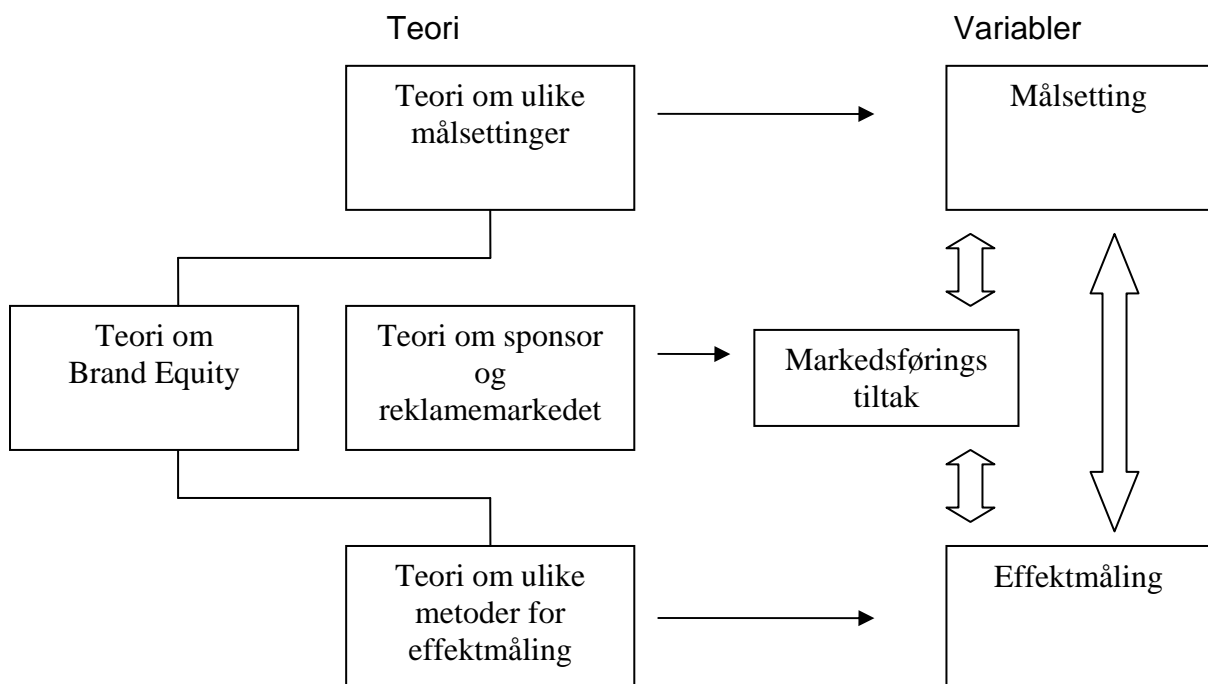 Teori
Variabler
Teori om ulike
målsettinger
Målsetting
Teori om
Brand Equity
Teori om sponsor
og
reklamemarkedet
Markedsførings
tiltak
Teori om ulike
metoder for
effektmåling
Effektmåling